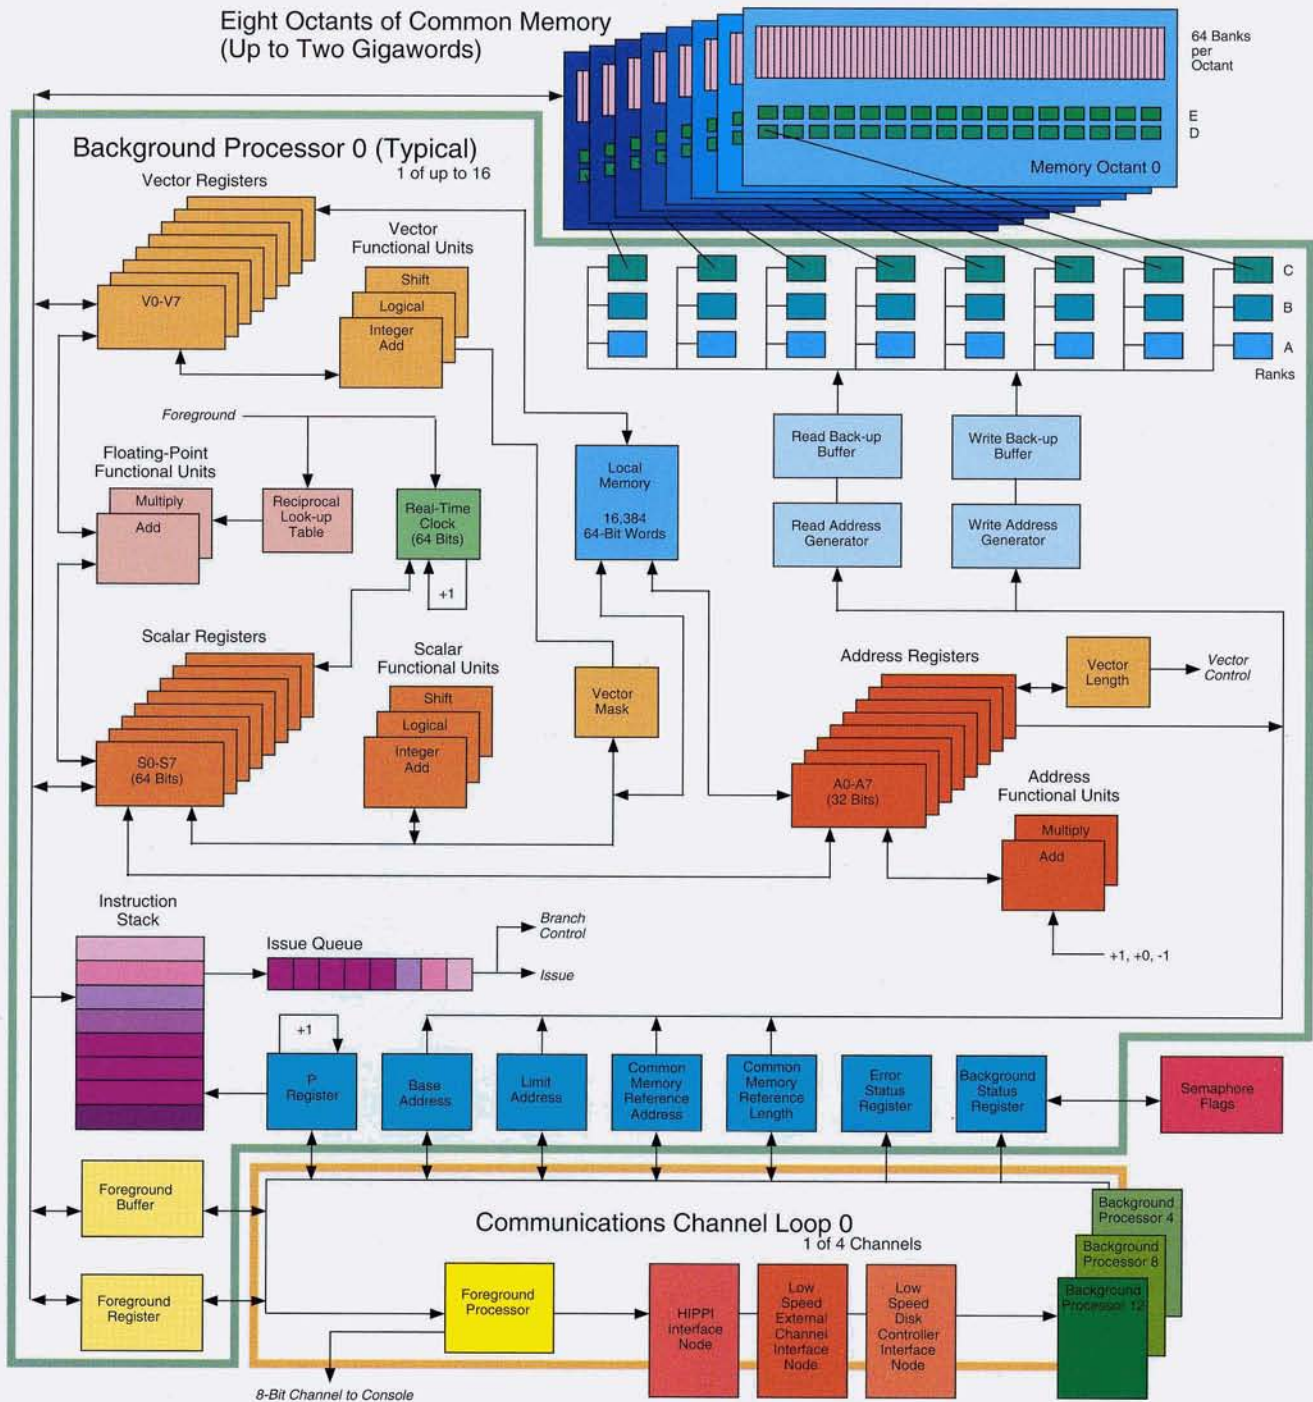 Eight Octants of Common Memory
(Up to Two Gigawords)
64 Banks
per
Octant
E
D
Memory Octant 0
Background Processor 0 (Typical)
1 of up to 16
Vector Registers
V0-V7
Vector
Functional Units
Shift
Logical
Integer
Add
C
B
A
Ranks
Foreground
Floating-Point
Functional Units
Multiply
Add
Reciprocal
Look-up
Table
Real-Time
Clock
(64 Bits)
+1
Local
Memory
16,384
64-Bit Words
Read Back-up
Buffer
Write Back-up
Buffer
Read Address
Generator
Write Address
Generator
Scalar Registers
S0-S7
(64 Bits)
Scalar
Functional Units
Shift
Logical
Integer
Add
Vector
Mask
Address Registers
A0-A7
(32 Bits)
Vector
Length
Vector
Control
Address
Functional Units
Multiply
Add
+1, +0, -1
Instruction
Stack
Issue Queue
Branch
Control
Issue
+1
P
Register
Base
Address
Limit
Address
Common
Memory
Reference
Address
Common
Memory
Reference
Length
Error
Status
Register
Background
Status
Register
Semaphore
Flags
Foreground
Buffer
Foreground
Register
Communications Channel Loop 0
1 of 4 Channels
Foreground
Processor
HIPPI
Interface
Node
Low
Speed
External
Channel
Interface
Node
Low
Speed
Disk
Controller
Interface
Node
Background
Processor 4
Background
Processor 8
Background
Processor 12
8-Bit Channel to Console